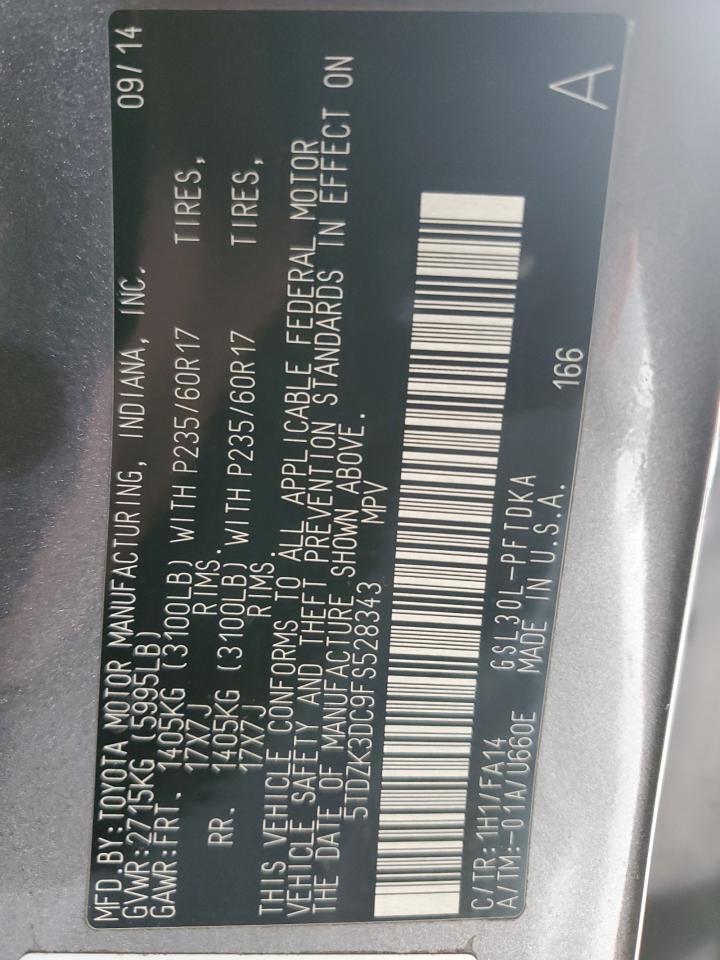 MFD.BY:TOYOTA MOTOR MANUFACTURING, INDIANA, INC. 09/14
GVWR:2715KG (5995LB)
GAWR:FRT. 1405KG (3100LB) WITH P235/60R17 TIRES,
17X7J RIMS.
RR. 1405KG (3100LB) WITH P235/60R17 TIRES,
17X7J RIMS.
THIS VEHICLE CONFORMS TO ALL APPLICABLE FEDERAL MOTOR
VEHICLE SAFETY AND THEFT PREVENTION STANDARDS IN EFFECT ON
THE DATE OF MANUFACTURE SHOWN ABOVE.
5TDZK3DC9FS528343 MPV
C/TR:1H1/FA14 GSL30L-PFTDKA
A/TM:-01A/U660E MADE IN U.S.A. 166 A